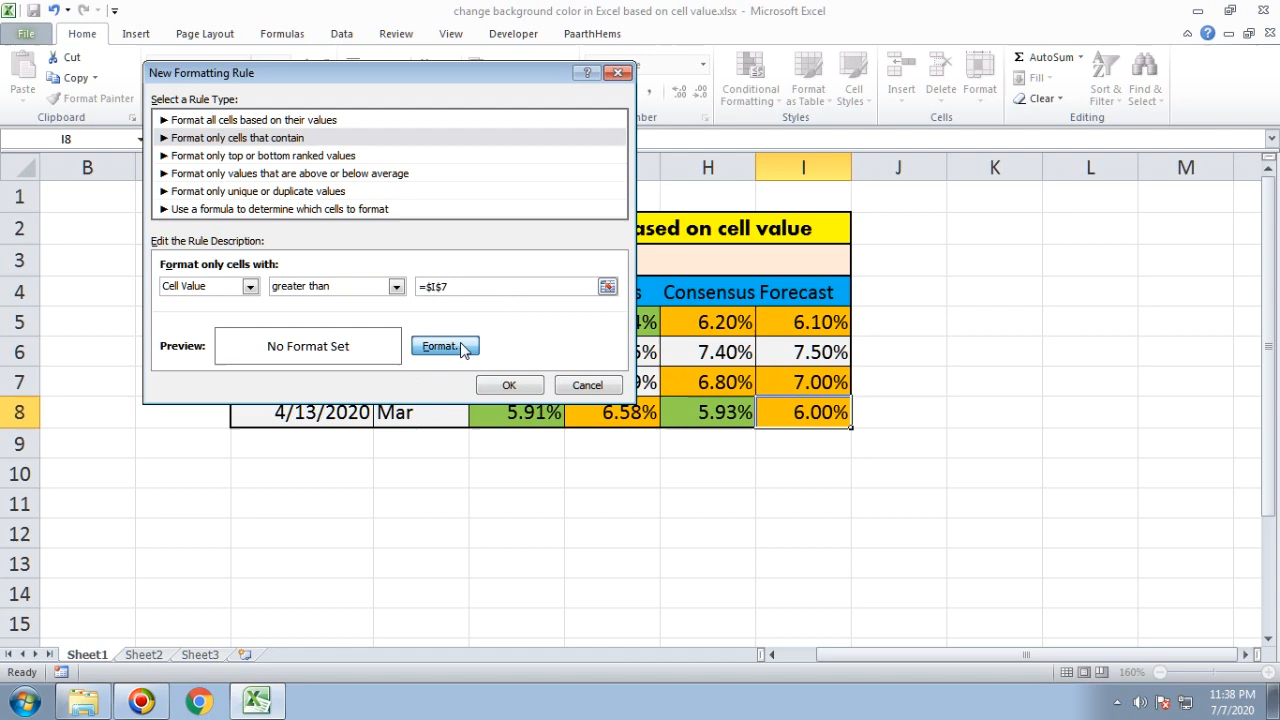 change background color in Excel based on cell value.xlsx - Microsoft Excel
File Home Insert Page Layout Formulas Data Review View Developer PaarthHems
Paste
Cut
Copy
Format Painter
Clipboard
Conditional Formatting
Format as Table
Cell Styles
Styles
Insert
Delete
Format
Cells
AutoSum
Fill
Clear
Sort & Filter
Find & Select
Editing
I8
New Formatting Rule
Select a Rule Type:
► Format all cells based on their values
► Format only cells that contain
► Format only top or bottom ranked values
► Format only values that are above or below average
► Format only unique or duplicate values
► Use a formula to determine which cells to format
Edit the Rule Description:
Format only cells with:
Cell Value greater than =$I$7
Preview: No Format Set Format...
OK Cancel
B H I J K L M
1
2 ased on cell value
3
4 s Consensus Forecast
5 4% 6.20% 6.10%
6 5% 7.40% 7.50%
7 9% 6.80% 7.00%
8 4/13/2020 Mar 5.91% 6.58% 5.93% 6.00%
9
10
11
12
13
14
15
Sheet1 Sheet2 Sheet3
Ready 160%
11:38 PM
7/7/2020